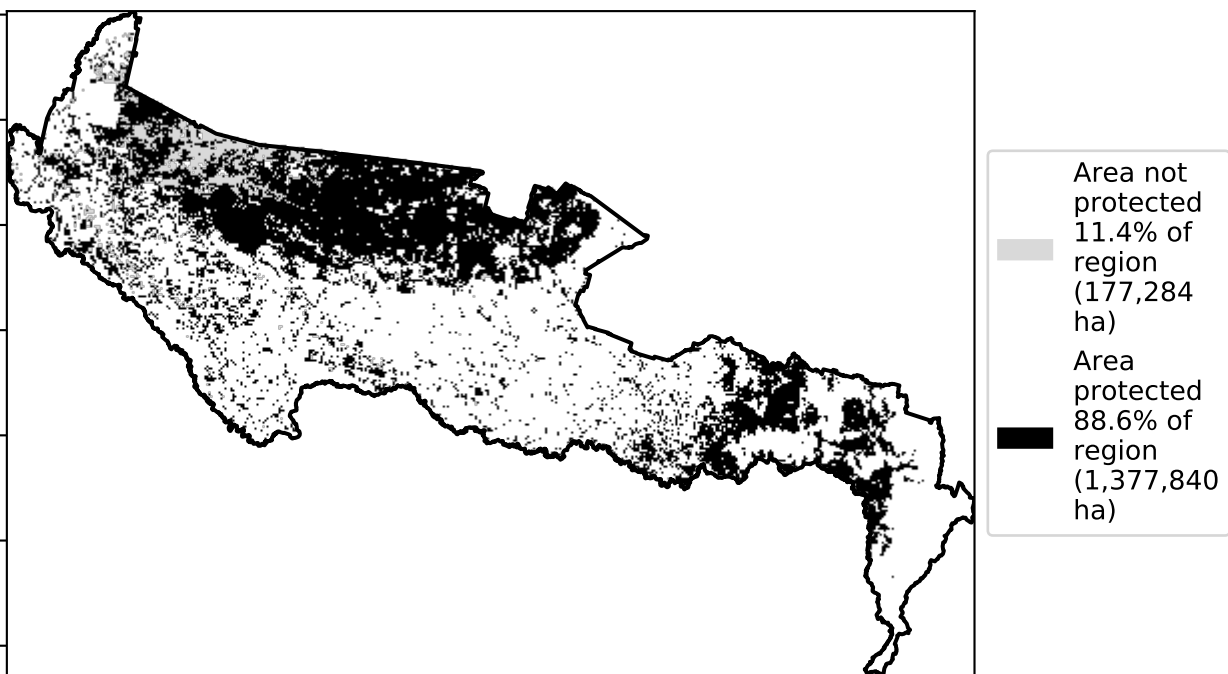 Area not
protected
11.4% of
region
(177,284
ha)
Area
protected
88.6% of
region
(1,377,840
ha)